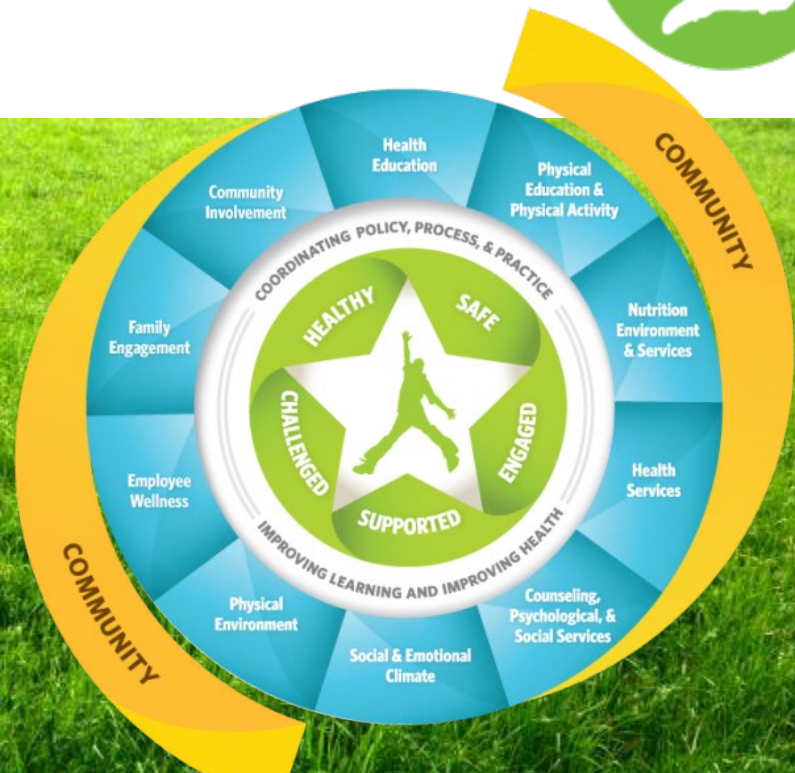 COMMUNITY
Health
Education
Physical
Education &
Physical Activity
Nutrition
Environment
& Services
Health
Services
Counseling,
Psychological, &
Social Services
Social & Emotional
Climate
Physical
Environment
Employee
Wellness
Family
Engagement
Community
Involvement
COORDINATING POLICY, PROCESS, & PRACTICE
IMPROVING LEARNING AND IMPROVING HEALTH
HEALTHY
SAFE
ENGAGED
SUPPORTED
CHALLENGED
COMMUNITY